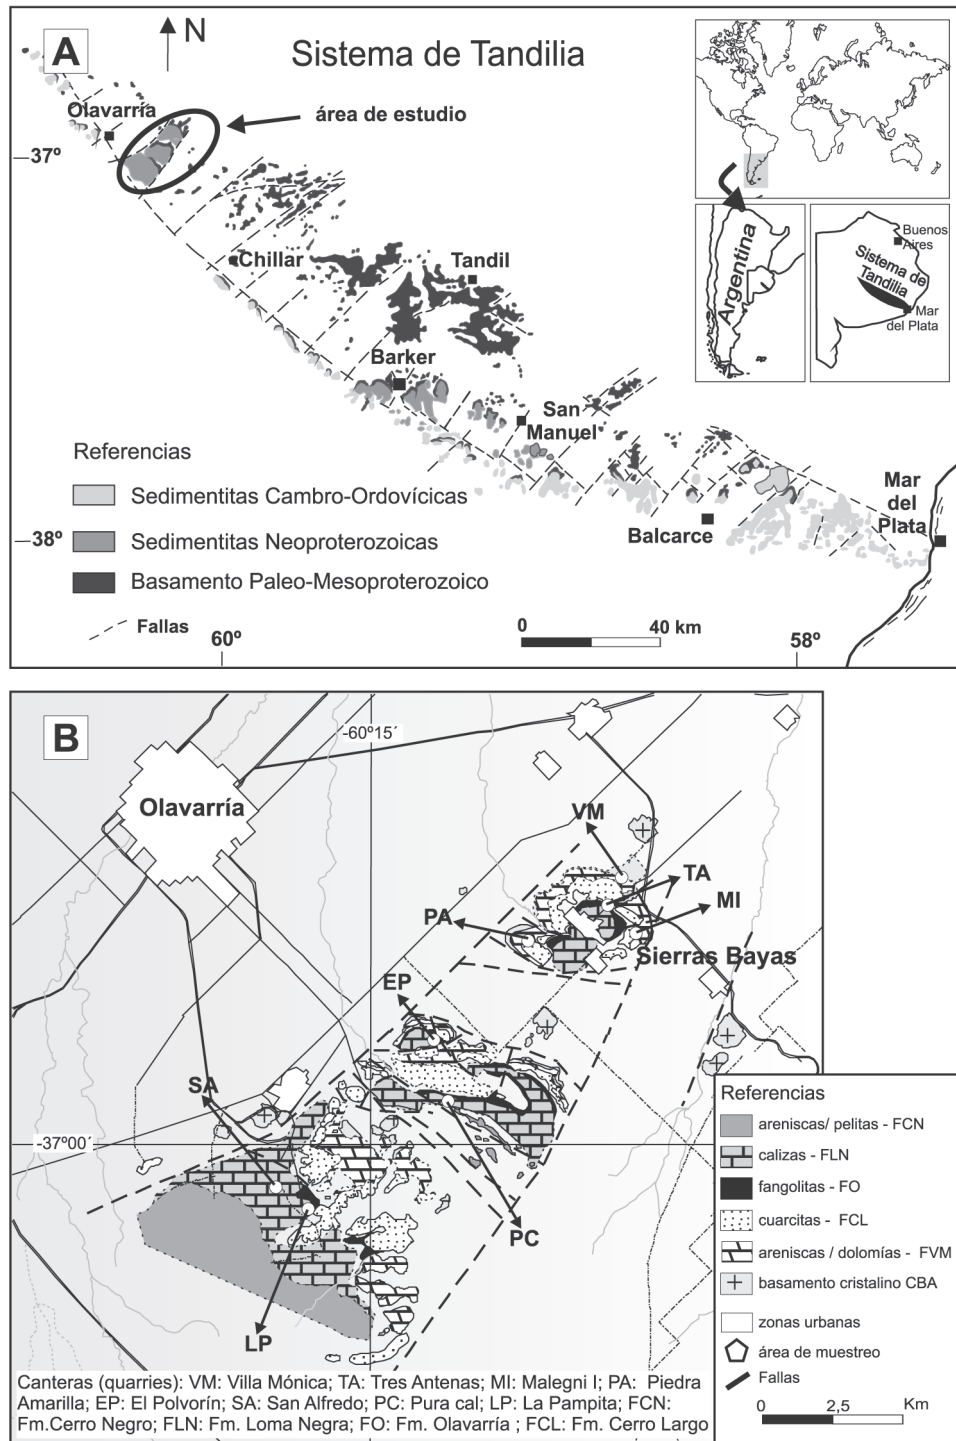 A
N
Sistema de Tandilia
Olavarría
área de estudio
37º
Chillar
Tandil
Barker
San
Manuel
Balcarce
Mar
del
Plata
38º
Referencias
Sedimentitas Cambro-Ordovícicas
Sedimentitas Neoproterozoicas
Basamento Paleo-Mesoproterozoico
Fallas
0 40 km
60º
58º
Argentina
Buenos
Aires
Sistema de
Tandilia
Mar
del Plata
B
-60º15´
Olavarría
VM
TA
MI
PA
Sierras Bayas
EP
SA
-37º00´
PC
LP
Referencias
areniscas/ pelitas - FCN
calizas - FLN
fangolitas - FO
cuarcitas - FCL
areniscas / dolomías - FVM
basamento cristalino CBA
zonas urbanas
área de muestreo
Fallas
0 2,5 Km
Canteras (quarries): VM: Villa Mónica; TA: Tres Antenas; MI: Malegni I; PA: Piedra
Amarilla; EP: El Polvorín; SA: San Alfredo; PC: Pura cal; LP: La Pampita; FCN:
Fm.Cerro Negro; FLN: Fm. Loma Negra; FO: Fm. Olavarría ; FCL: Fm. Cerro Largo